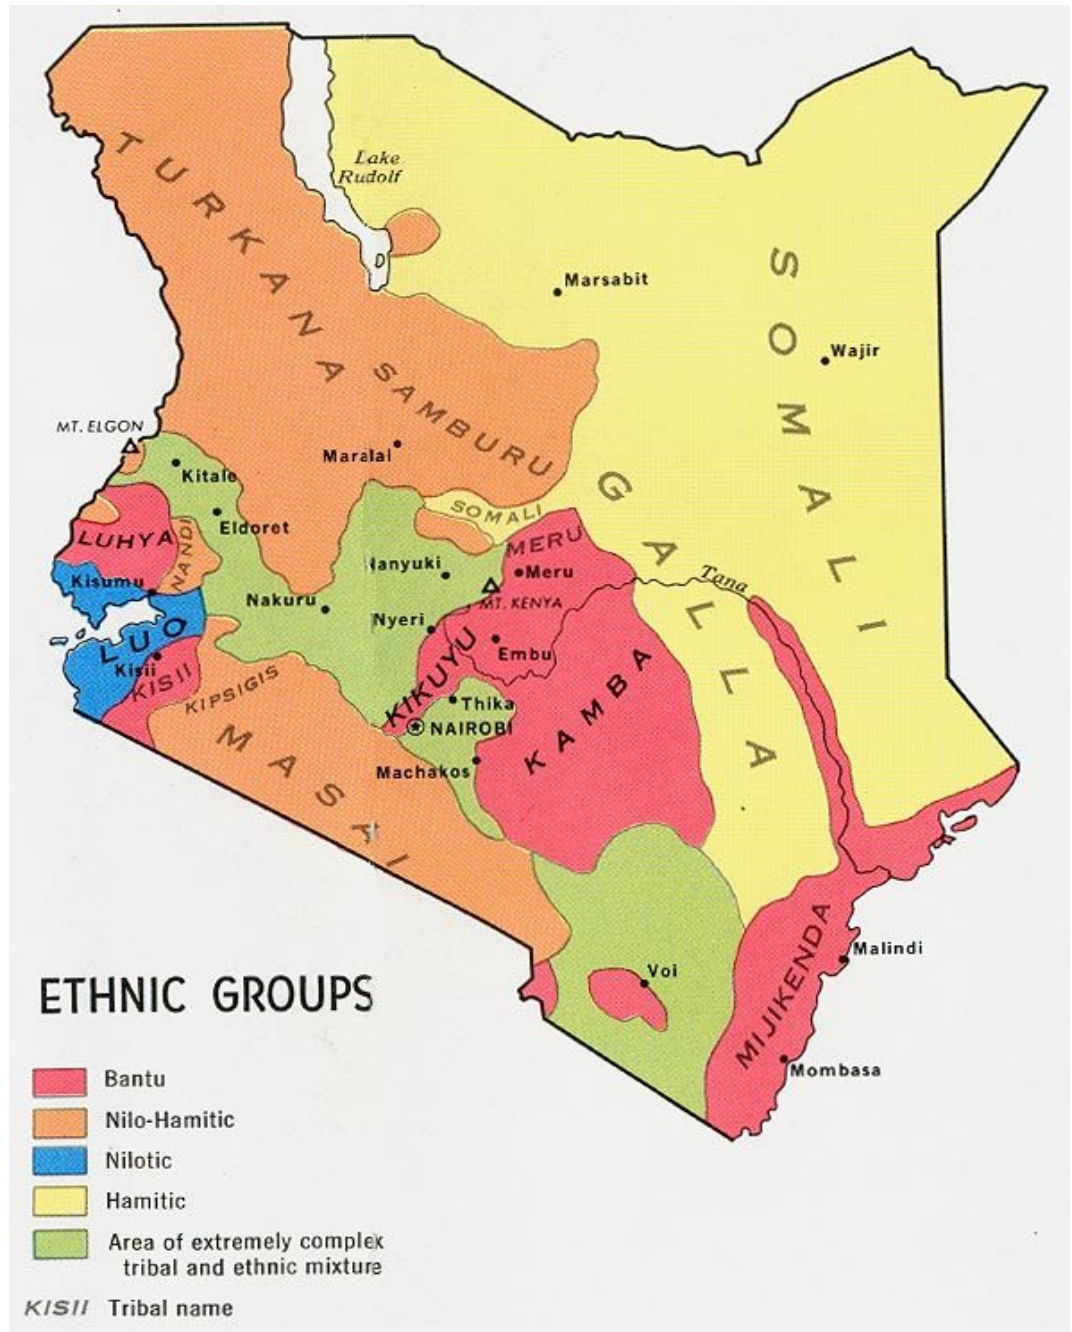 Lake
Rudolf
TURKANA
Marsabit
SOMALI
Wajir
SAMBURU
MT. ELGON
Maralal
Kitale
GALLA
Eldoret
SOMALI
LUHYA
NANDI
MERU
Nanyuki
Meru
Tana
Kisumu
MT. KENYA
Nakuru
Nyeri
LUO
Embu
KIKUYU
Kisii
KISII
KIPSIGIS
KAMBA
Thika
NAIROBI
MASAI
Machakos
MIJIKENDA
Malindi
Voi
Mombasa
ETHNIC GROUPS
Bantu
Nilo-Hamitic
Nilotic
Hamitic
Area of extremely complex
tribal and ethnic mixture
KISII Tribal name